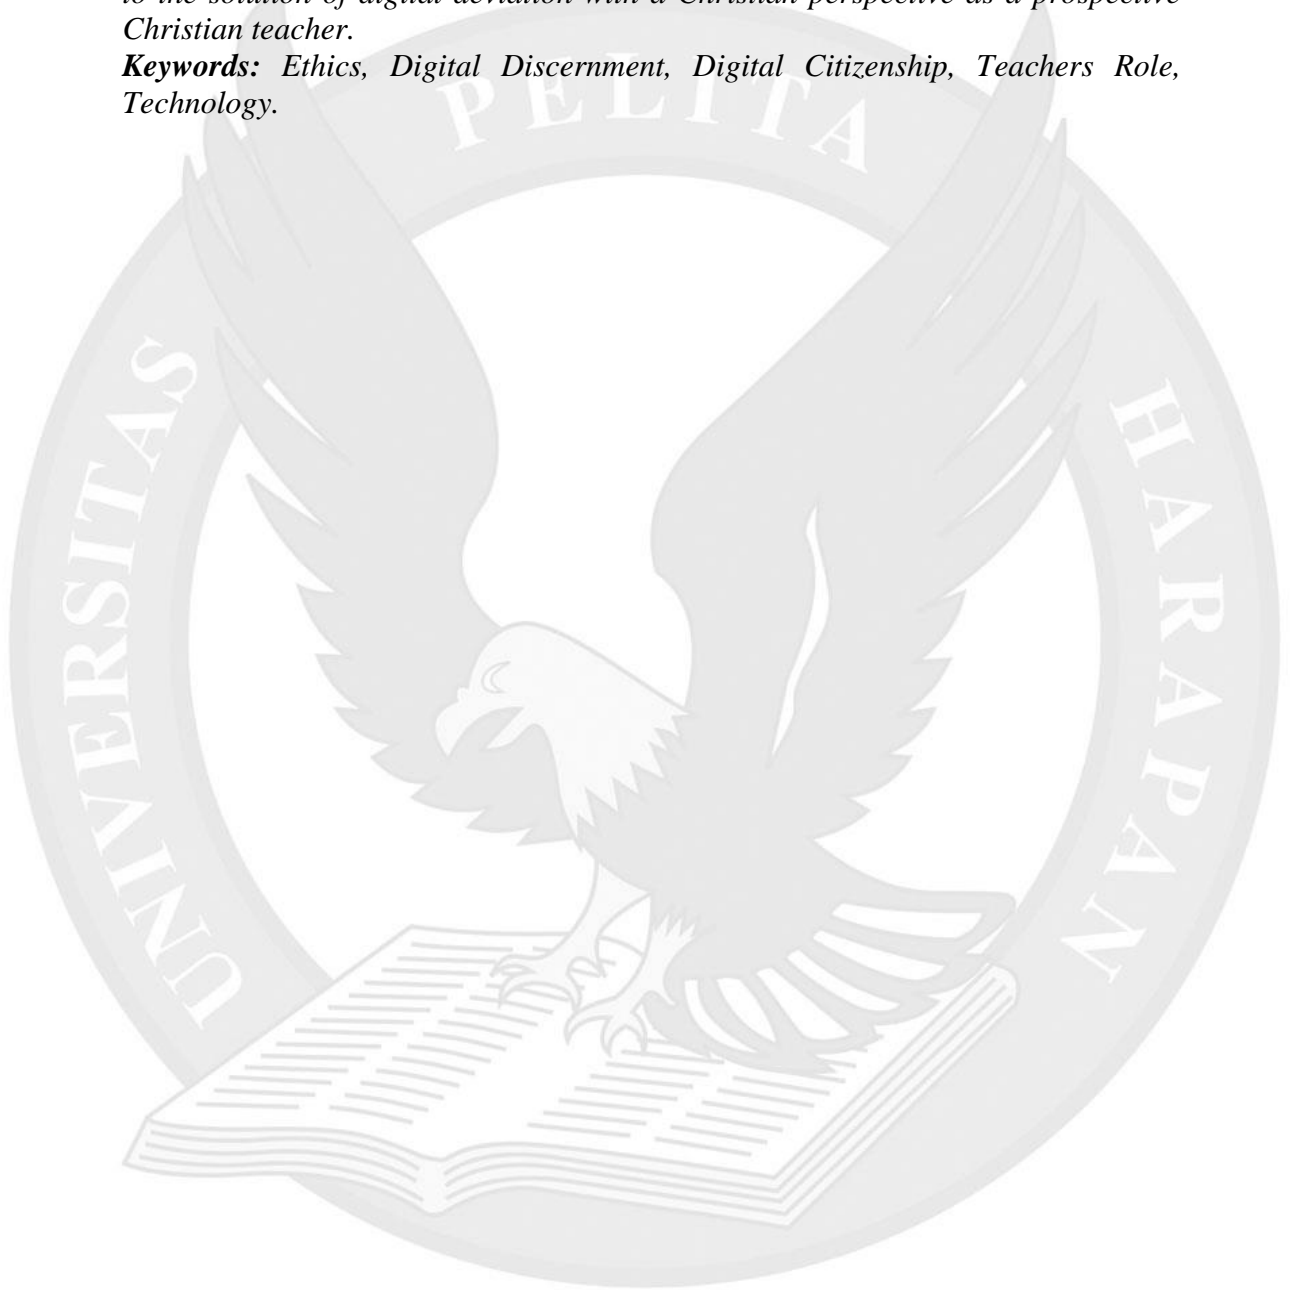 to the solution of digital deviation with a Christian perspective as a prospective
Christian teacher.
Keywords: Ethics, Digital Discernment, Digital Citizenship, Teachers Role,
Technology.
UNIVERSITAS PELITA HARAPAN